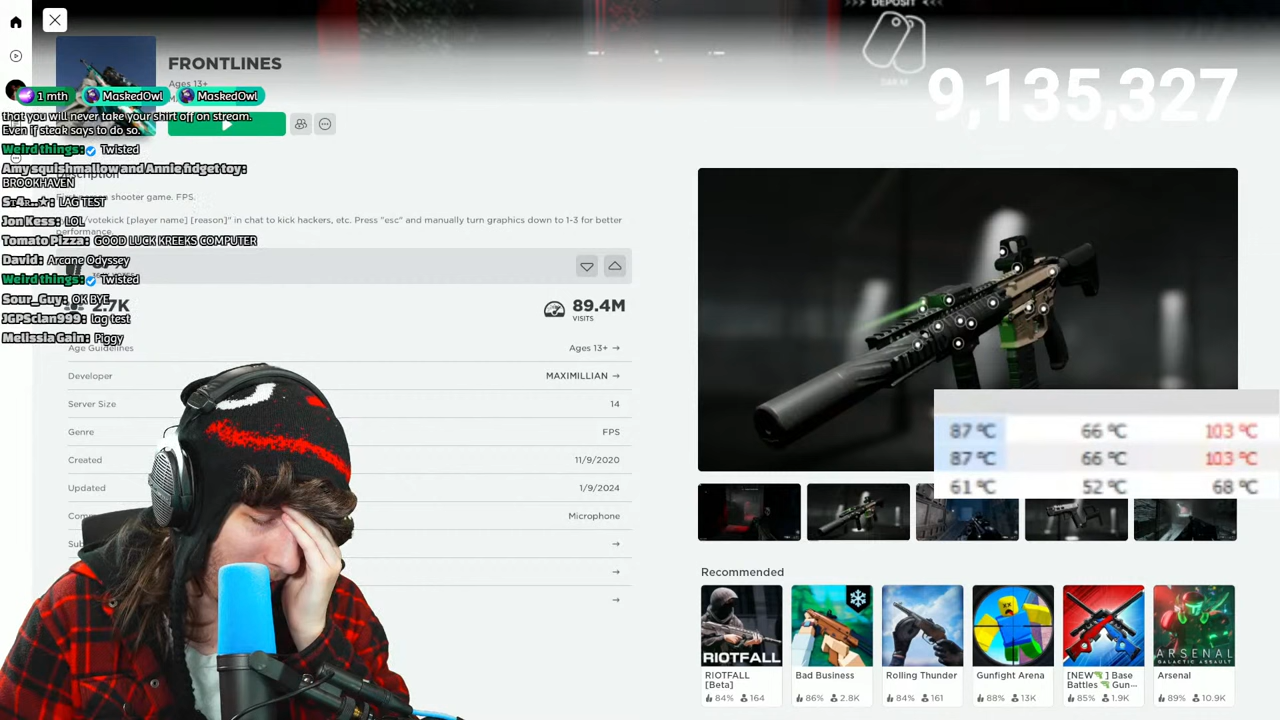 DEPOSIT
FRONTLINES
Ages 13+
9,135,327
1 mth
MaskedOwl
MaskedOwl
that you will never take your shirt off on stream.
Even if steak says to do so.
Weird things: Twisted
Description
Amy squishmallow and Annie fidget toy:
BROOKHAVEN
shooter game. FPS.
LAG TEST
/votekick [player name] [reason]" in chat to kick hackers, etc. Press "esc" and manually turn graphics down to 1-3 for better
performance.
Jon Kess: LOL
Tomato Pizza: GOOD LUCK KREEKS COMPUTER
David: Arcane Odyssey
Weird things: Twisted
Sour_Guy: OK BYE
2.7K
89.4M
VISITS
JGPSclan999: lag test
Melissia Gain: Piggy
Age Guidelines
Ages 13+ →
Developer
MAXIMILLIAN →
Server Size
14
Genre
FPS
Created
11/9/2020
Updated
1/9/2024
Microphone
→
→
→
87 °C 66 °C 103 °C
87 °C 66 °C 103 °C
61 °C 52 °C 68 °C
Recommended
RIOTFALL
ARSENAL
GALACTIC ASSAULT
RIOTFALL
[Beta]
84% 164
Bad Business
86% 2.8K
Rolling Thunder
84% 161
Gunfight Arena
88% 13K
[NEW🔫] Base
Battles 🔫 Gun...
85% 1.9K
Arsenal
89% 10.9K